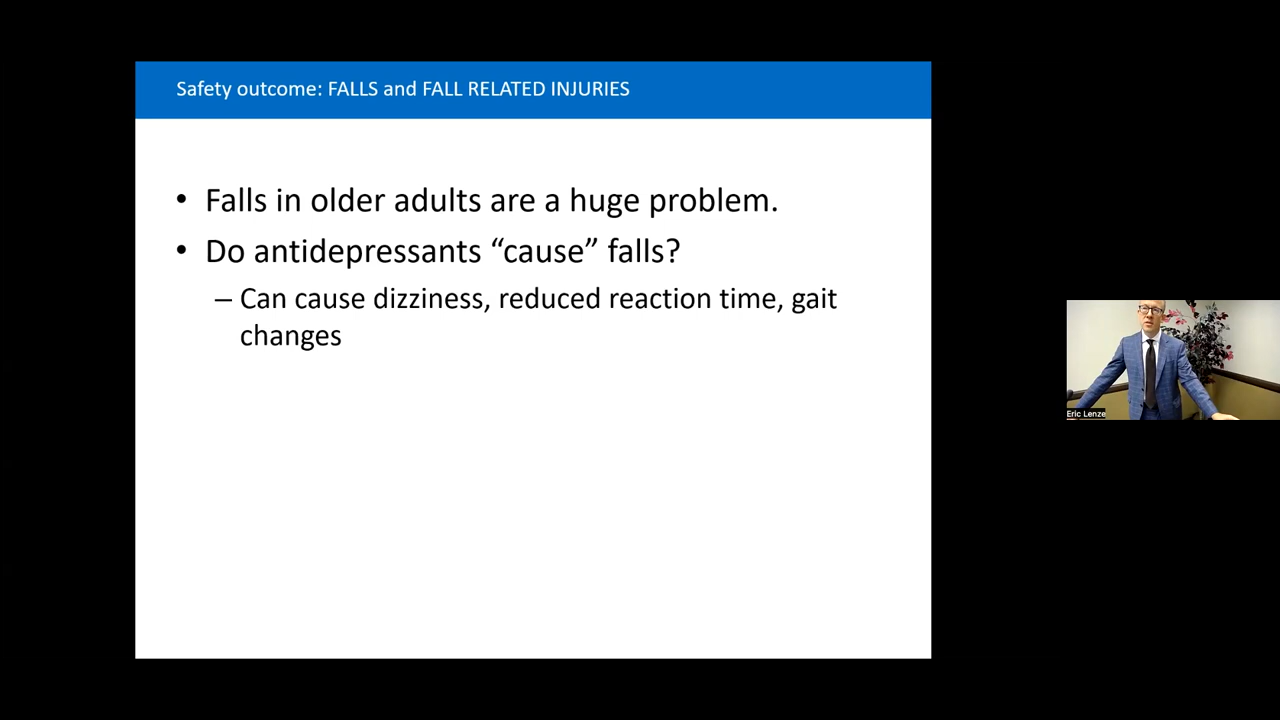 Safety outcome: FALLS and FALL RELATED INJURIES
• Falls in older adults are a huge problem.
• Do antidepressants “cause” falls?
– Can cause dizziness, reduced reaction time, gait
changes
Eric Lenze